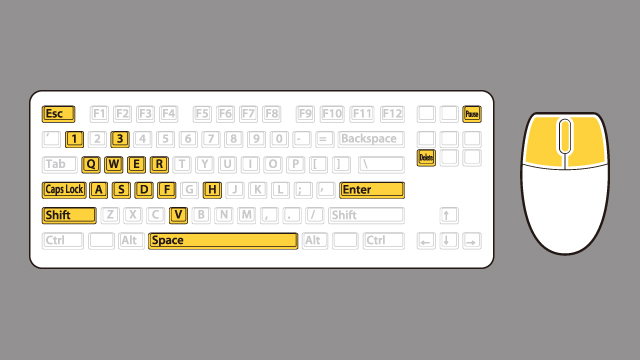 Esc F1 F2 F3 F4 F5 F6 F7 F8 F9 F10 F11 F12 Pause
1 2 3 4 5 6 7 8 9 0 - = Backspace
Tab Q W E R T Y U I O P [ ] \ Delete
Caps Lock A S D F G H J K L ; , Enter
Shift Z X C V B N M , . / Shift ↑
Ctrl Alt Space Alt Ctrl ← ↓ →